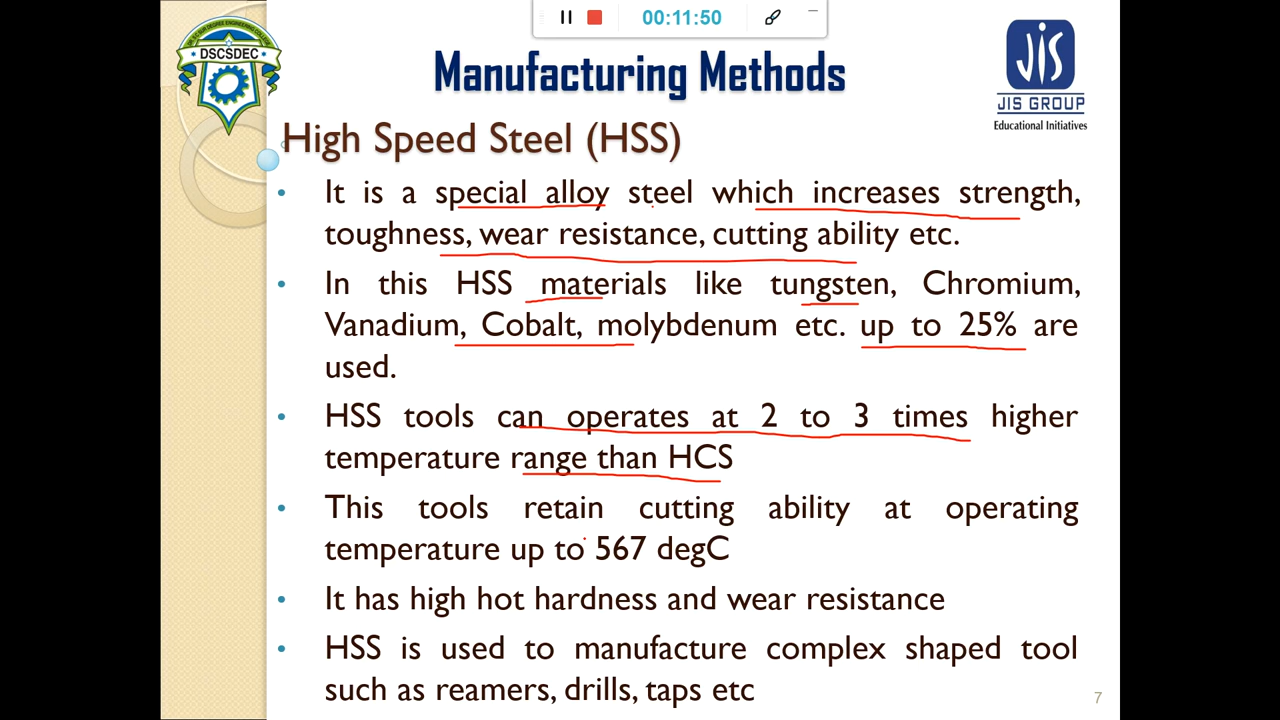 00:11:50
DSCSDEC
JIS
JIS GROUP
Educational Initiatives
Manufacturing Methods
High Speed Steel (HSS)
• It is a special alloy steel which increases strength,
toughness, wear resistance, cutting ability etc.
• In this HSS materials like tungsten, Chromium,
Vanadium, Cobalt, molybdenum etc. up to 25% are
used.
• HSS tools can operates at 2 to 3 times higher
temperature range than HCS
• This tools retain cutting ability at operating
temperature up to 567 degC
• It has high hot hardness and wear resistance
• HSS is used to manufacture complex shaped tool
such as reamers, drills, taps etc
7